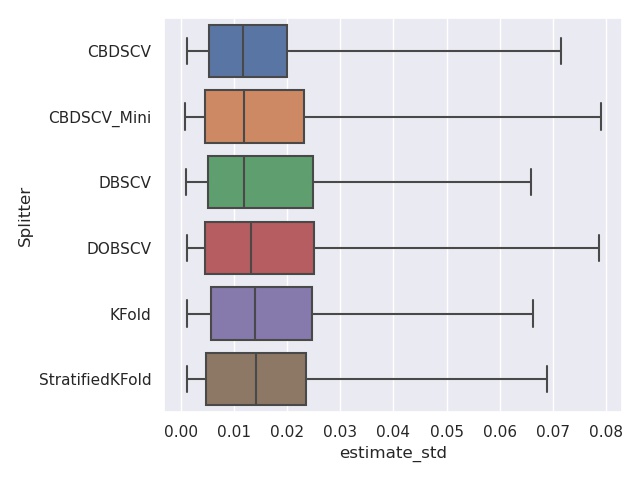 CBDSCV
CBDSCV_Mini
DBSCV
DOBSCV
KFold
StratifiedKFold
Splitter
0.00 0.01 0.02 0.03 0.04 0.05 0.06 0.07 0.08
estimate_std